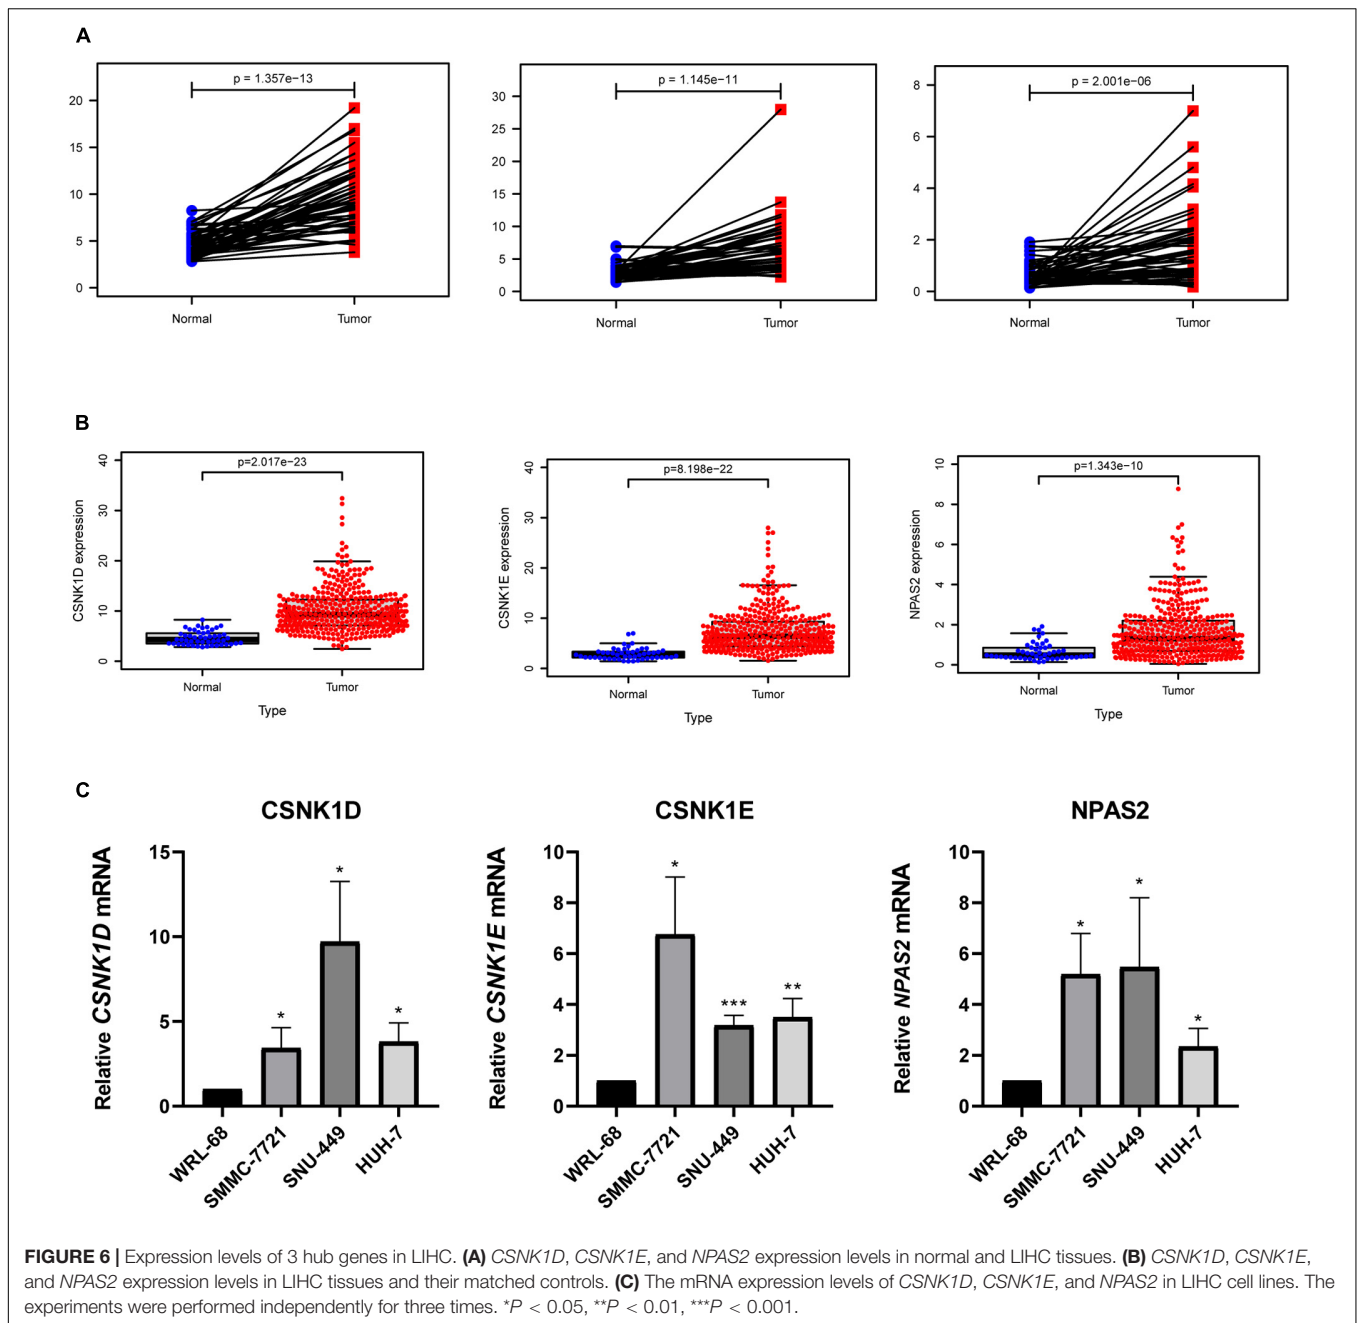 A
p = 1.357e−13
20
15
10
5
0
Normal
Tumor
p = 1.145e−11
30
25
20
15
10
5
0
Normal
Tumor
p = 2.001e−06
8
6
4
2
0
Normal
Tumor
B
CSNK1D expression
40
30
20
10
0
p=2.017e−23
Normal
Tumor
Type
CSNK1E expression
40
30
20
10
0
p=8.198e−22
Normal
Tumor
Type
NPAS2 expression
10
8
6
4
2
0
p=1.343e−10
Normal
Tumor
Type
C
CSNK1D
Relative CSNK1D mRNA
15
10
5
0
*
*
*
WRL-68
SMMC-7721
SNU-449
HUH-7
CSNK1E
Relative CSNK1E mRNA
10
8
6
4
2
0
*
***
**
WRL-68
SMMC-7721
SNU-449
HUH-7
NPAS2
Relative NPAS2 mRNA
10
8
6
4
2
0
*
*
*
WRL-68
SMMC-7721
SNU-449
HUH-7
FIGURE 6 | Expression levels of 3 hub genes in LIHC. (A) CSNK1D, CSNK1E, and NPAS2 expression levels in normal and LIHC tissues. (B) CSNK1D, CSNK1E,
and NPAS2 expression levels in LIHC tissues and their matched controls. (C) The mRNA expression levels of CSNK1D, CSNK1E, and NPAS2 in LIHC cell lines. The
experiments were performed independently for three times. *P < 0.05, **P < 0.01, ***P < 0.001.